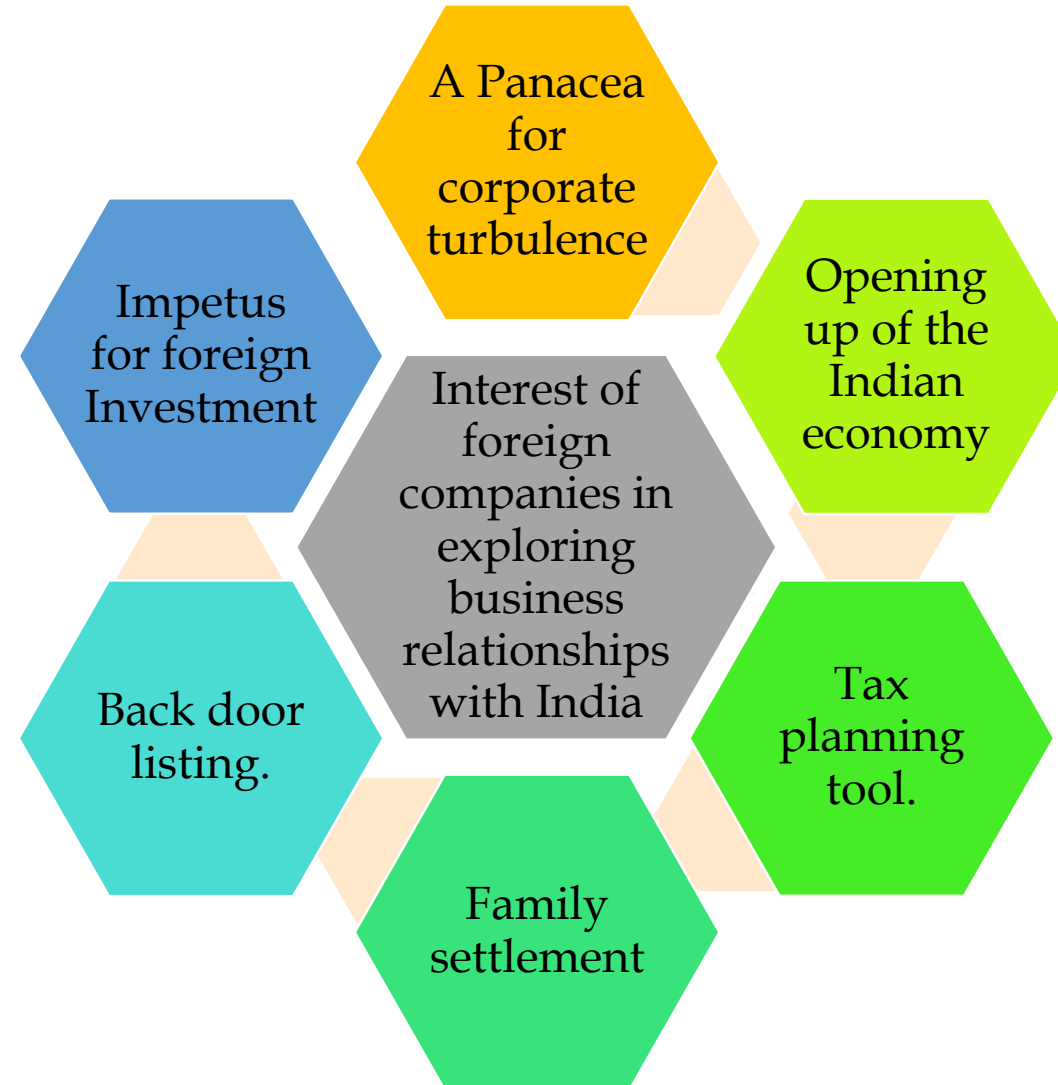 A Panacea
for
corporate
turbulence
Opening
up of the
Indian
economy
Tax
planning
tool.
Family
settlement
Back door
listing.
Impetus
for foreign
Investment
Interest of
foreign
companies in
exploring
business
relationships
with India